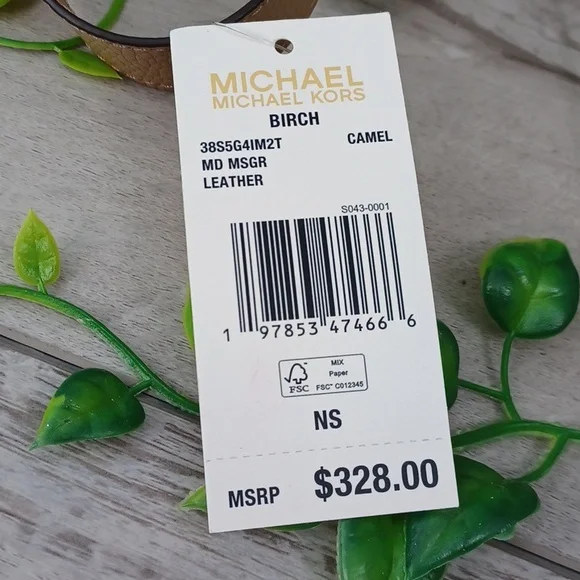 MICHAEL
MICHAEL KORS
BIRCH
38S5G4IM2T CAMEL
MD MSGR
LEATHER
S043-0001
1 97853 47466 6
FSC
MIX
Paper
FSC™ C012345
NS
MSRP $328.00